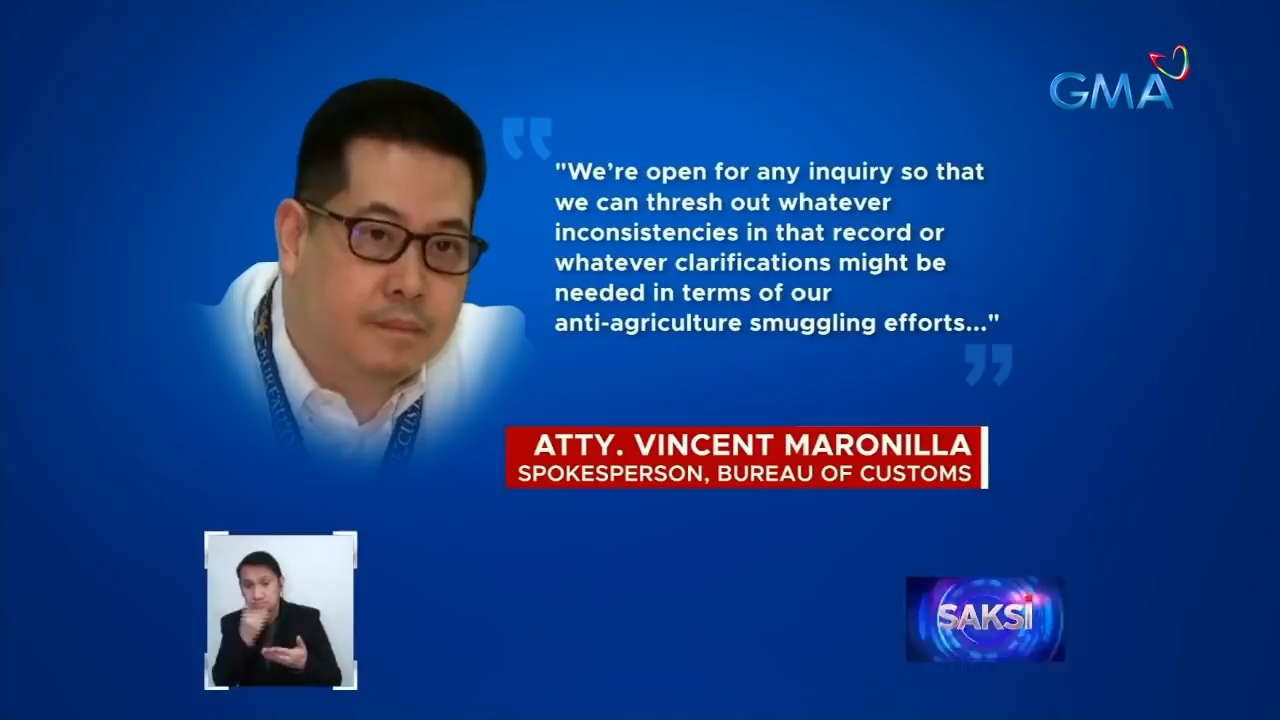 GMA
"We're open for any inquiry so that
we can thresh out whatever
inconsistencies in that record or
whatever clarifications might be
needed in terms of our
anti-agriculture smuggling efforts..."
ATTY. VINCENT MARONILLA
SPOKESPERSON, BUREAU OF CUSTOMS
SAKSI